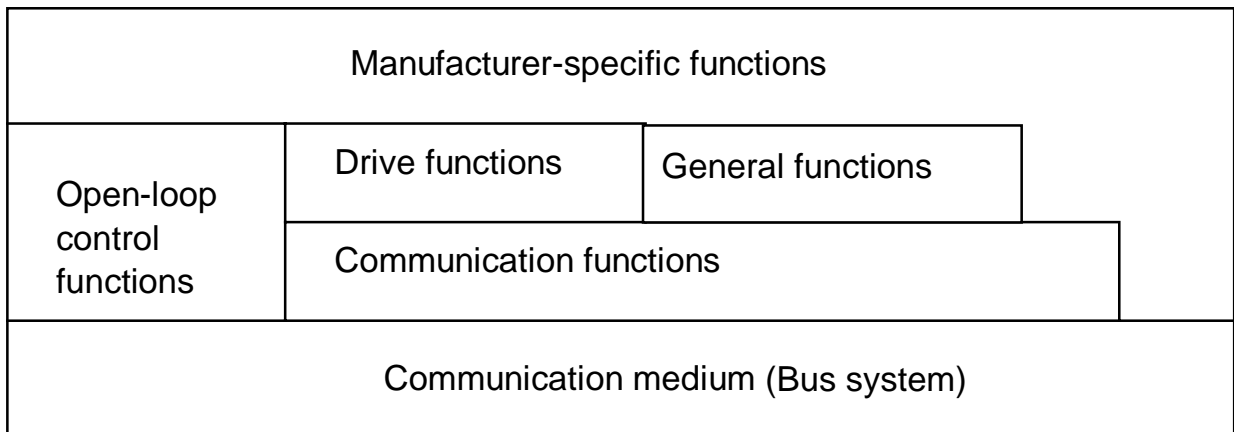 Manufacturer-specific functions
Drive functions
General functions
Open-loop
control
functions
Communication functions
Communication medium (Bus system)